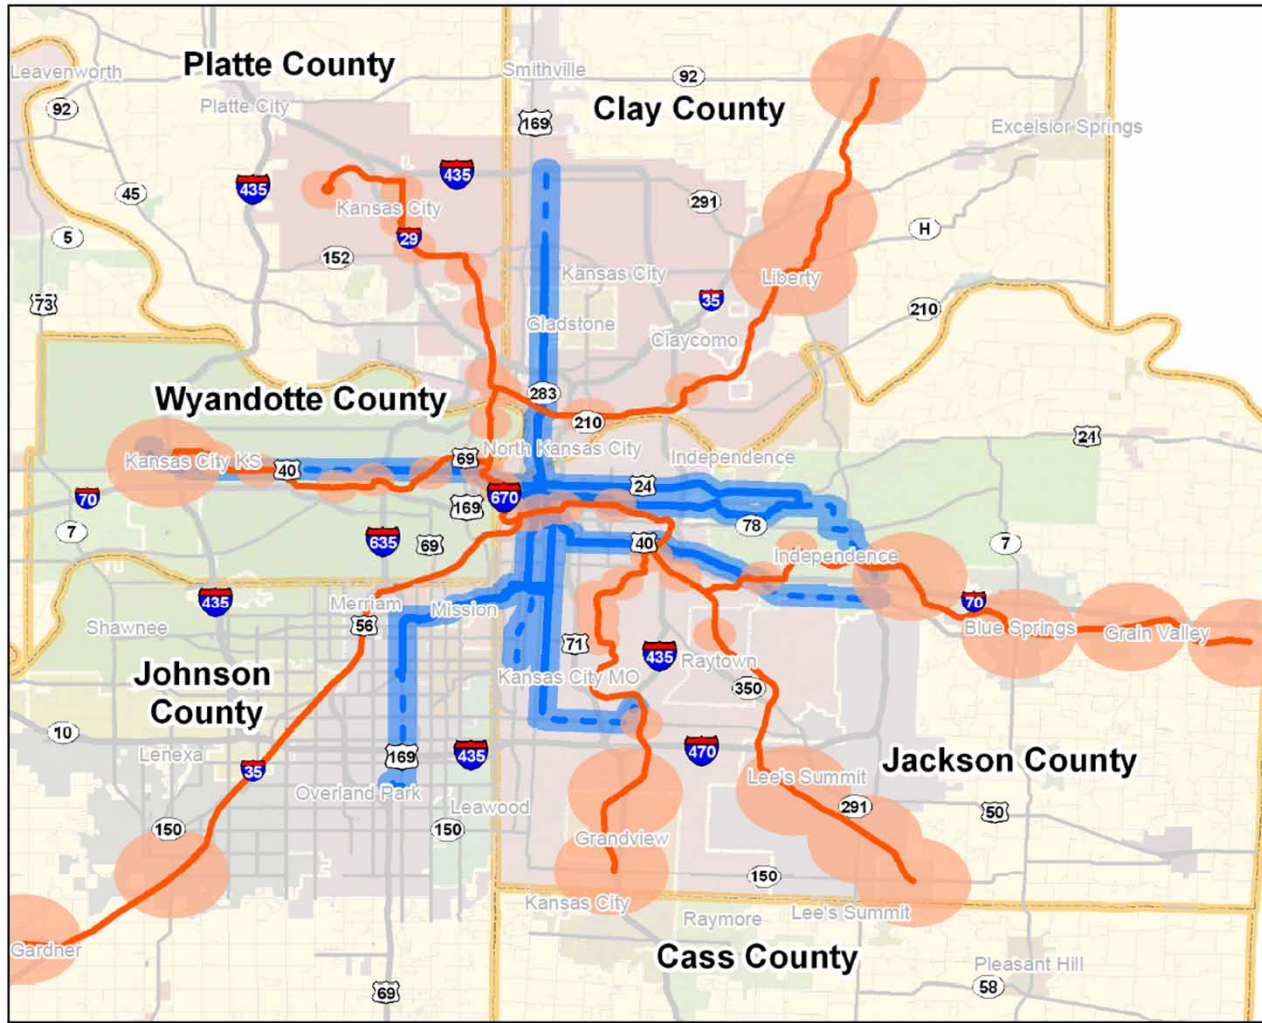 Platte County
Leavenworth
Smithville
92
Clay County
92
Platte City
169
Excelsior Springs
435
435
45
291
Kansas City
H
5
29
152
Kansas City
Liberty
73
35
210
Gladstone
Claycomo
Wyandotte County
283
210
24
North Kansas City
Kansas City KS
69
Independence
40
24
70
670
169
78
7
635
69
40
Independence
7
435
70
Merriam
Mission
Shawnee
56
Blue Springs
Grain Valley
71
435
Raytown
Kansas City MO
Johnson
County
350
10
Lenexa
169
435
470
Jackson County
35
Lee's Summit
Overland Park
Leawood
291
50
150
150
Grandview
150
Kansas City
Raymore
Lee's Summit
Gardner
Cass County
Pleasant Hill
69
58